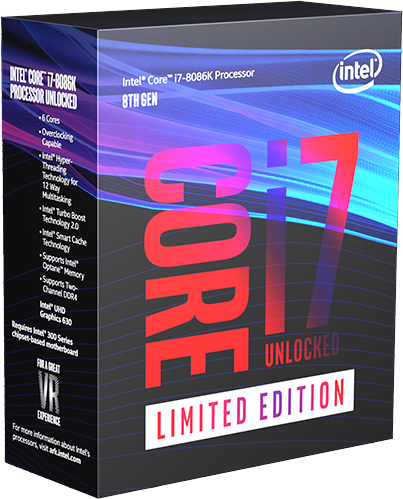 INTEL® CORE™ i7-8086K
PROCESSOR UNLOCKED
• 6 Cores
• Overclocking
Capable
• Intel® Hyper-
Threading
Technology for
12 Way
Multitasking
• Intel® Turbo Boost
Technology 2.0
• Intel® Smart Cache
Technology
• Supports Intel®
Optane™ Memory
• Supports Two-
Channel DDR4
Intel® UHD
Graphics 630
Requires Intel® 300 Series
chipset-based motherboard
FOR A GREAT
VR
EXPERIENCE
For more information about Intel's
processors, visit ark.intel.com
Intel® Core™ i7-8086K Processor
8TH GEN
intel®
CORE
i7
UNLOCKED
LIMITED EDITION